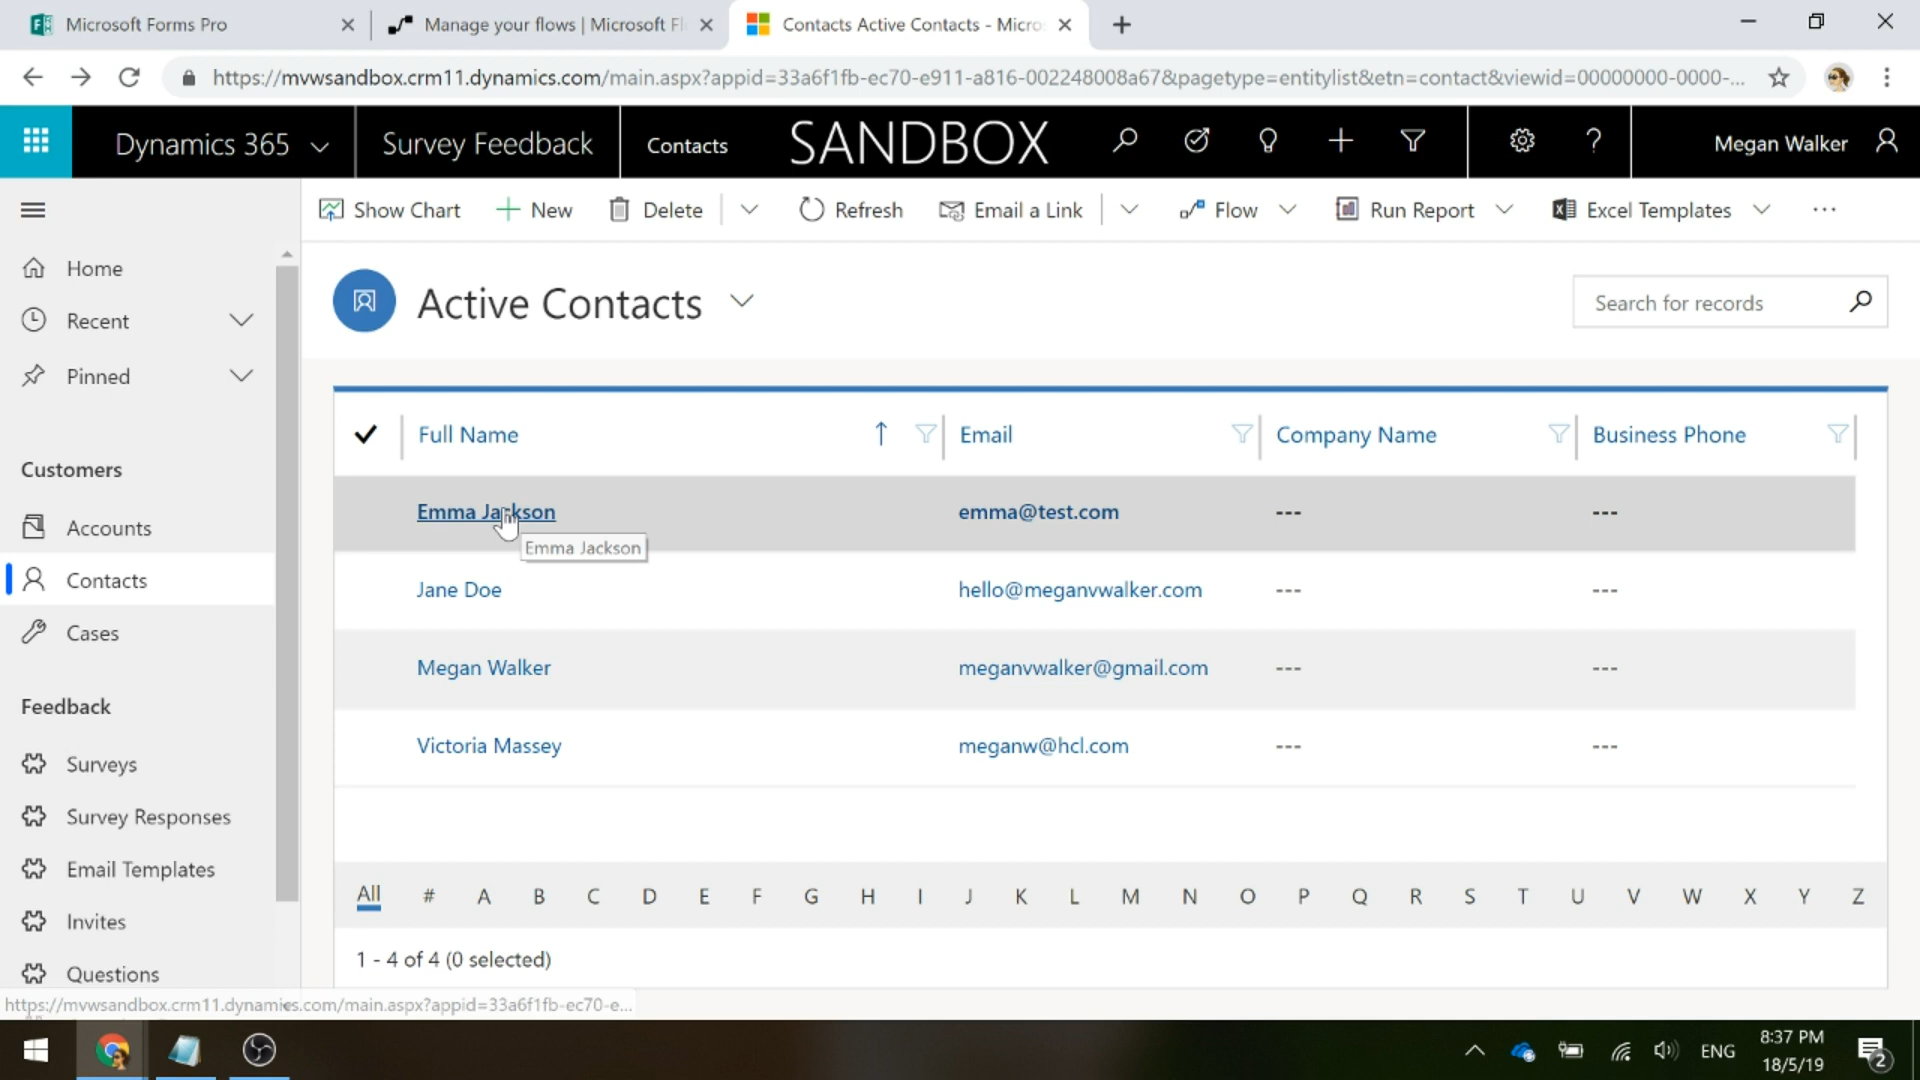 Microsoft Forms Pro
Manage your flows | Microsoft Fl
Contacts Active Contacts - Micro
https://mvwsandbox.crm11.dynamics.com/main.aspx?appid=33a6f1fb-ec70-e911-a816-002248008a67&pagetype=entitylist&etn=contact&viewid=00000000-0000-...
Dynamics 365
Survey Feedback
Contacts
SANDBOX
Megan Walker
Show Chart
New
Delete
Refresh
Email a Link
Flow
Run Report
Excel Templates
Home
Recent
Pinned
Customers
Accounts
Contacts
Cases
Feedback
Surveys
Survey Responses
Email Templates
Invites
Questions
Active Contacts
Search for records
Full Name Email Company Name Business Phone
Emma Jackson emma@test.com --- ---
Emma Jackson
Jane Doe hello@meganvwalker.com --- ---
Megan Walker meganvwalker@gmail.com --- ---
Victoria Massey meganw@hcl.com --- ---
All # A B C D E F G H I J K L M N O P Q R S T U V W X Y Z
1 - 4 of 4 (0 selected)
https://mvwsandbox.crm11.dynamics.com/main.aspx?appid=33a6f1fb-ec70-e...
ENG
8:37 PM
18/5/19
2